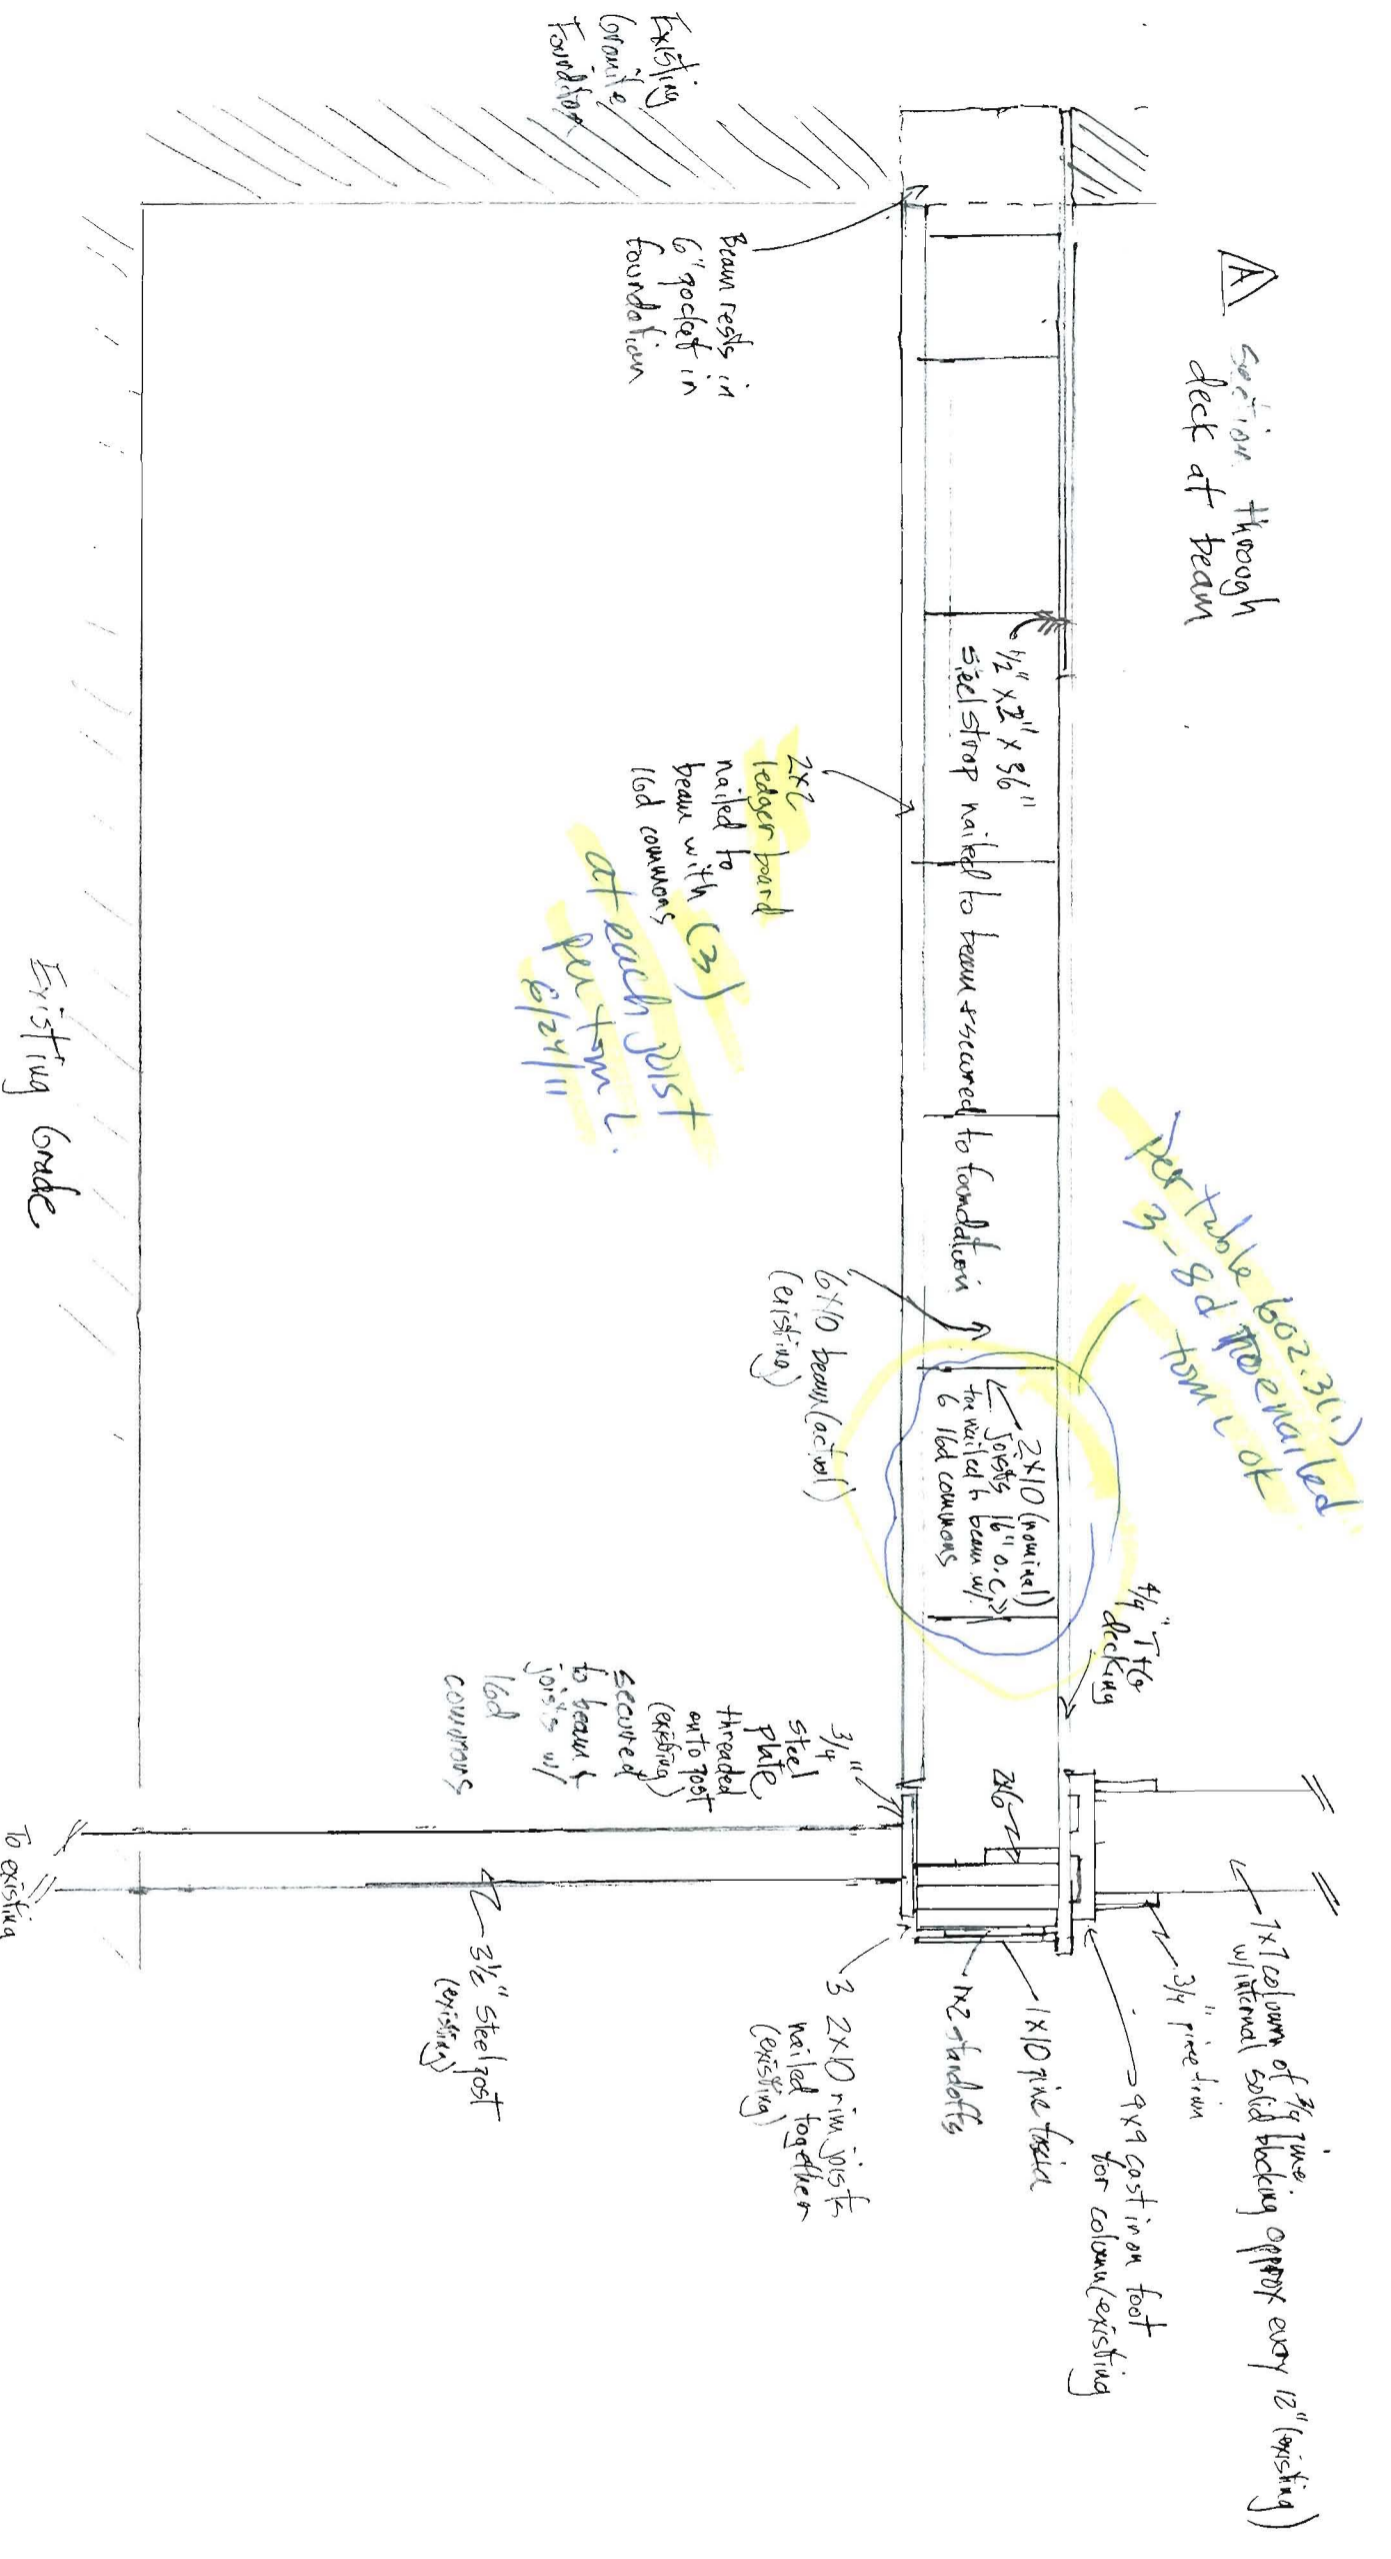 A
section through
deck at beam
Existing
Granite
Foundation
Beam rests in
6" pocket in
foundation
1/2" x 2" x 36"
steel strap nailed to beam + secured to foundation
2x2
ledger board
nailed to
beam with (3)
16d commons
at each joist
per tom L.
6/24/11
per table 602.3(1)
3-8d toenailed
tom L ok
6x10 beam (actual)
(existing)
2x10 (nominal)
joists 16" o.c.
toenailed to beam w/
6 16d commons
4/4" T+G
decking
2x6
3/4"
steel
plate
threaded
onto post
(existing)
secured
to beam &
joists w/
16d
commons
7x7 column of 3/4 pine
w/internal solid blocking approx every 12" (existing)
3/4" pine trim
9x9 cast iron foot
for column (existing
1x10 pine fascia
1x2 standoffs
3 2x10 rim joists
nailed together
(existing)
3 1/2" steel post
(existing)
Existing Grade
To existing